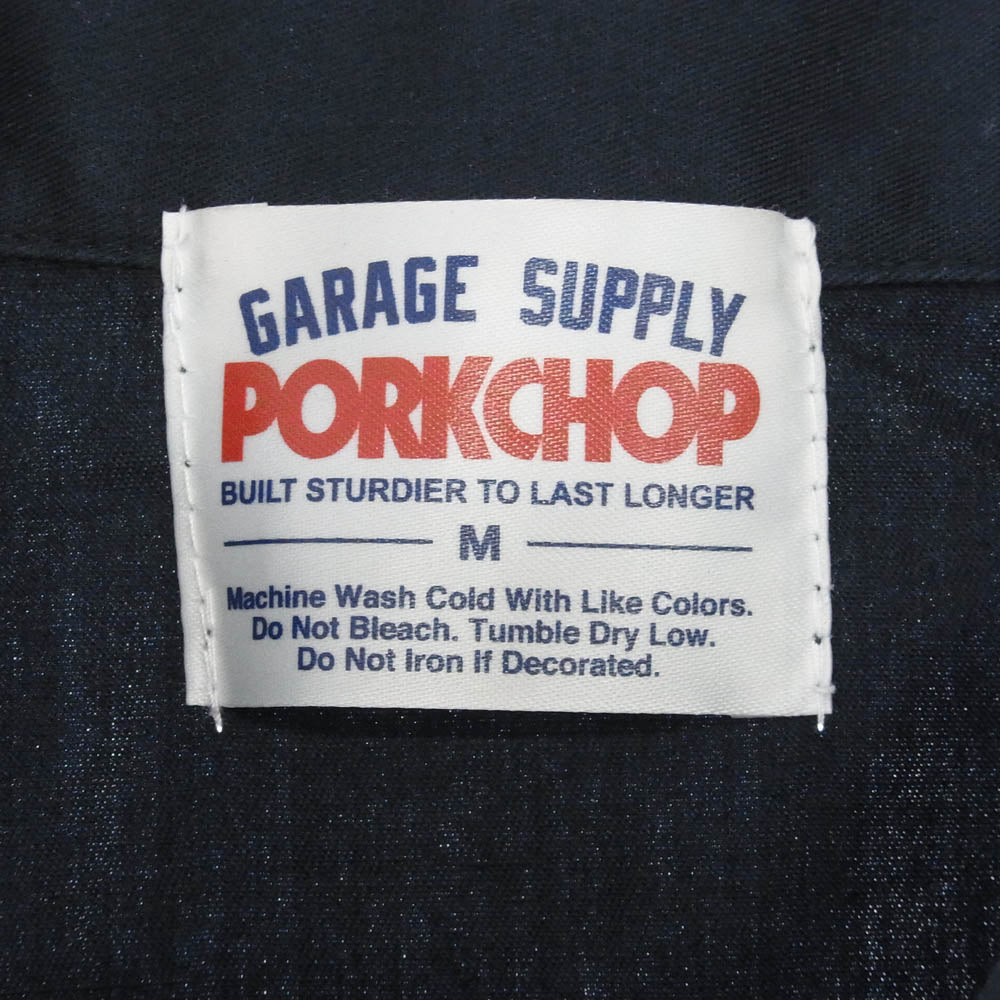 GARAGE SUPPLY
PORKCHOP
BUILT STURDIER TO LAST LONGER
M
Machine Wash Cold With Like Colors.
Do Not Bleach. Tumble Dry Low.
Do Not Iron If Decorated.